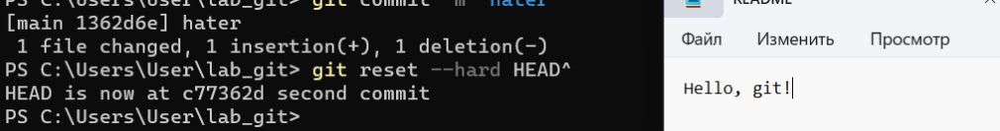 PS C:\Users\User\lab_git> git commit -m "hater"
[main 1362d6e] hater
 1 file changed, 1 insertion(+), 1 deletion(-)
PS C:\Users\User\lab_git> git reset --hard HEAD^
HEAD is now at c77362d second commit
PS C:\Users\User\lab_git>
README
Файл Изменить Просмотр
Hello, git!